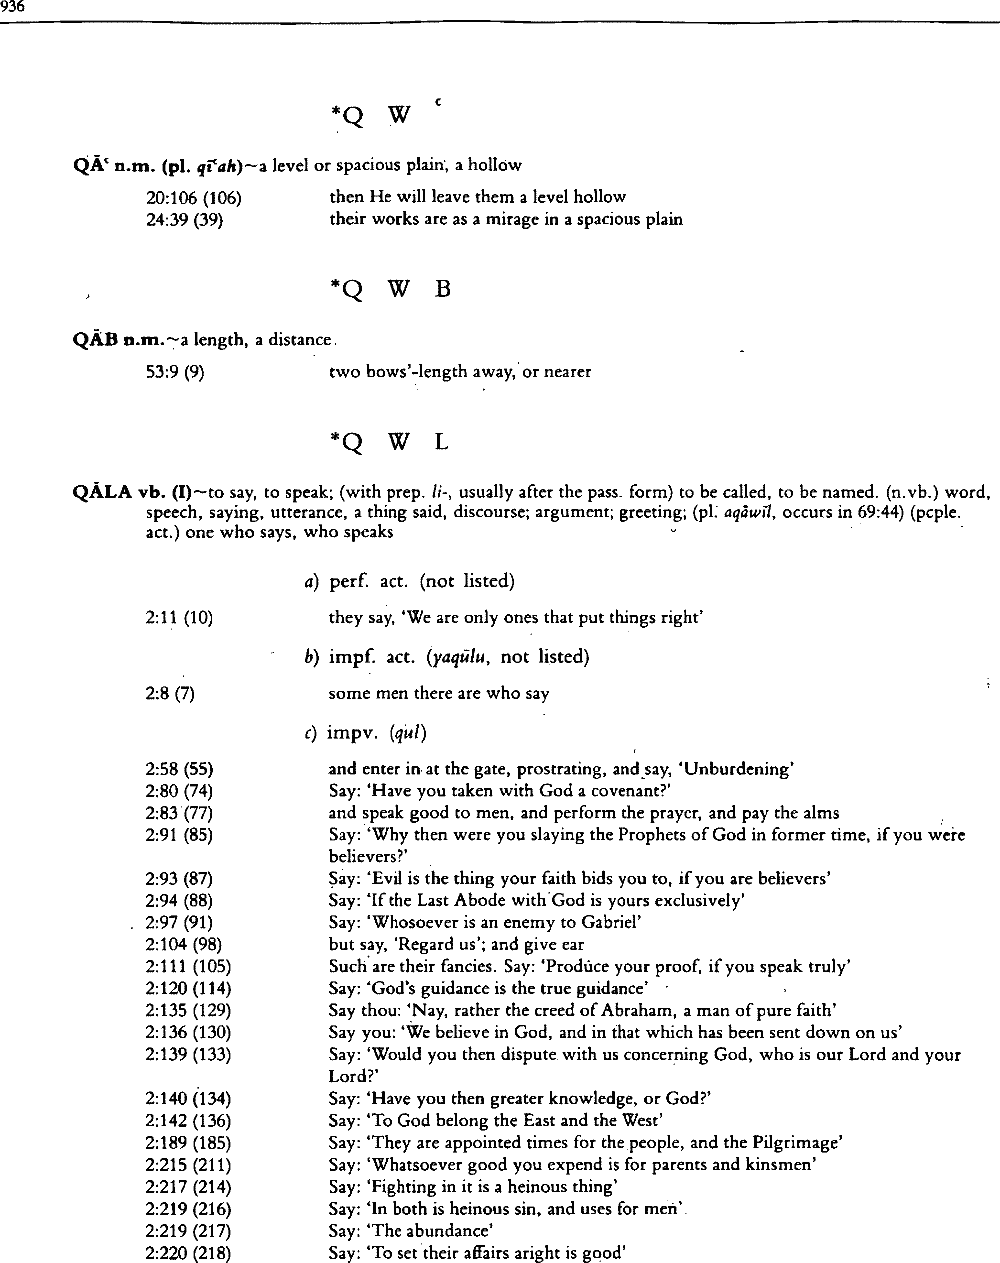 936
*Q W ʿ
QĀʿ n.m. (pl. qīʿah)~a level or spacious plain, a hollow
20:106 (106) then He will leave them a level hollow
24:39 (39) their works are as a mirage in a spacious plain
*Q W B
QĀB n.m.~a length, a distance
53:9 (9) two bows'-length away, or nearer
*Q W L
QĀLA vb. (I)~to say, to speak; (with prep. li-, usually after the pass. form) to be called, to be named. (n.vb.) word,
speech, saying, utterance, a thing said, discourse; argument; greeting; (pl. aqāwīl, occurs in 69:44) (pcple.
act.) one who says, who speaks
a) perf. act. (not listed)
2:11 (10) they say, 'We are only ones that put things right'
b) impf. act. (yaqūlu, not listed)
2:8 (7) some men there are who say
c) impv. (qul)
2:58 (55) and enter in at the gate, prostrating, and say, 'Unburdening'
2:80 (74) Say: 'Have you taken with God a covenant?'
2:83 (77) and speak good to men, and perform the prayer, and pay the alms
2:91 (85) Say: 'Why then were you slaying the Prophets of God in former time, if you were
believers?'
2:93 (87) Say: 'Evil is the thing your faith bids you to, if you are believers'
2:94 (88) Say: 'If the Last Abode with God is yours exclusively'
2:97 (91) Say: 'Whosoever is an enemy to Gabriel'
2:104 (98) but say, 'Regard us'; and give ear
2:111 (105) Such are their fancies. Say: 'Produce your proof, if you speak truly'
2:120 (114) Say: 'God's guidance is the true guidance'
2:135 (129) Say thou: 'Nay, rather the creed of Abraham, a man of pure faith'
2:136 (130) Say you: 'We believe in God, and in that which has been sent down on us'
2:139 (133) Say: 'Would you then dispute with us concerning God, who is our Lord and your
Lord?'
2:140 (134) Say: 'Have you then greater knowledge, or God?'
2:142 (136) Say: 'To God belong the East and the West'
2:189 (185) Say: 'They are appointed times for the people, and the Pilgrimage'
2:215 (211) Say: 'Whatsoever good you expend is for parents and kinsmen'
2:217 (214) Say: 'Fighting in it is a heinous thing'
2:219 (216) Say: 'In both is heinous sin, and uses for men'
2:219 (217) Say: 'The abundance'
2:220 (218) Say: 'To set their affairs aright is good'